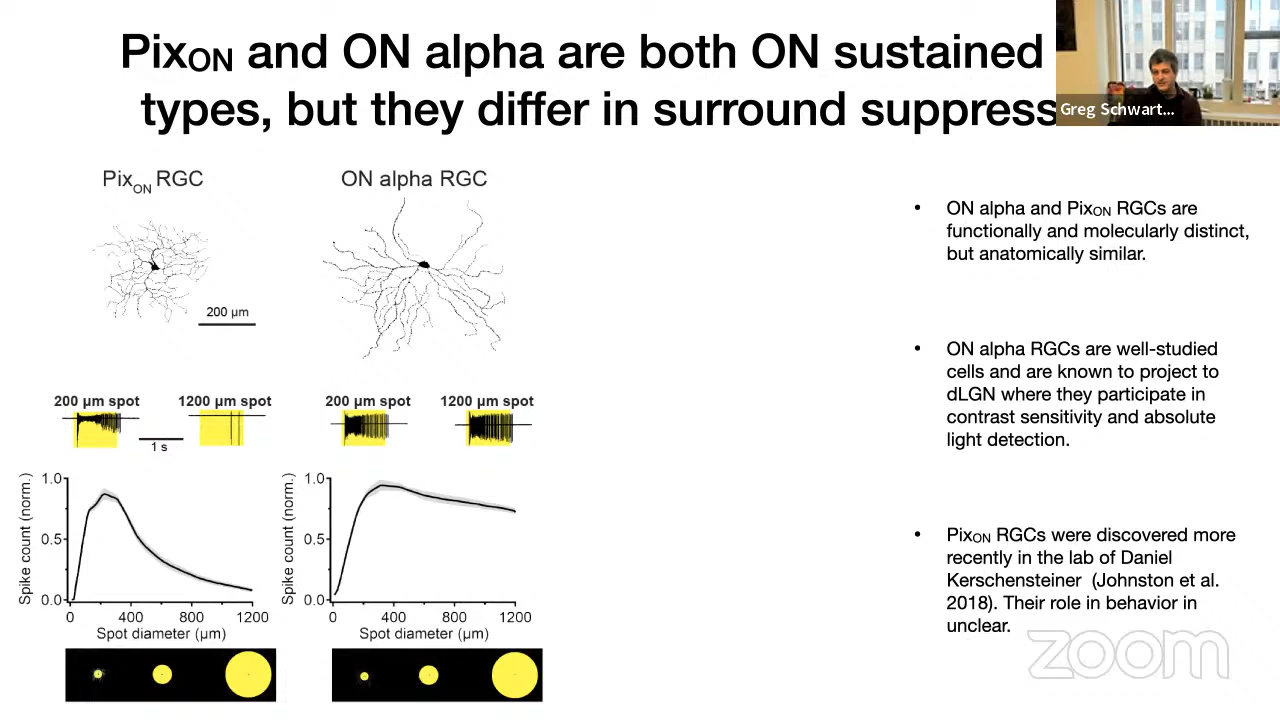 PixON and ON alpha are both ON sustained
types, but they differ in surround suppress
Greg Schwart...
PixON RGC
ON alpha RGC
200 µm
200 µm spot
1200 µm spot
200 µm spot
1200 µm spot
1 s
Spike count (norm.)
1.0
0.5
0.0
0
400
800
1200
Spot diameter (µm)
Spike count (norm.)
1.0
0.5
0.0
0
400
800
1200
Spot diameter (µm)
• ON alpha and PixON RGCs are
functionally and molecularly distinct,
but anatomically similar.
• ON alpha RGCs are well-studied
cells and are known to project to
dLGN where they participate in
contrast sensitivity and absolute
light detection.
• PixON RGCs were discovered more
recently in the lab of Daniel
Kerschensteiner (Johnston et al.
2018). Their role in behavior in
unclear.
zoom